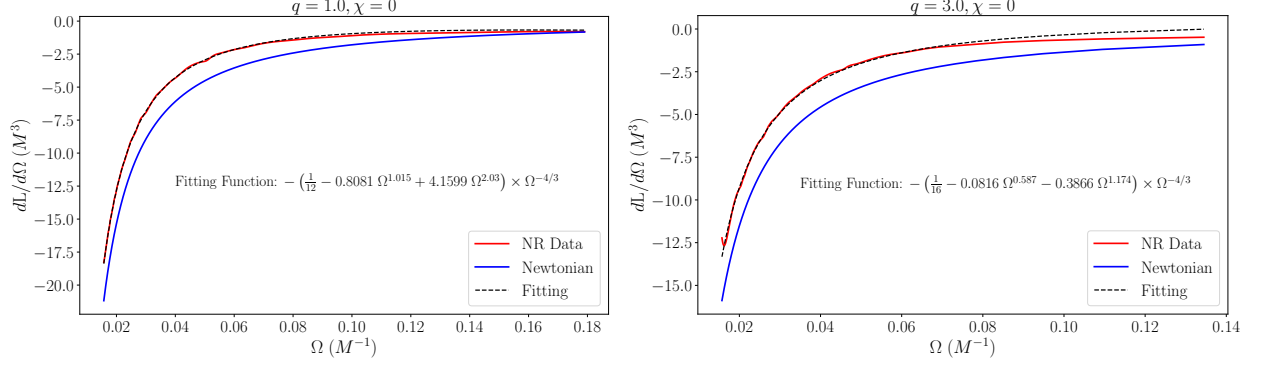 q = 1.0, χ = 0
0.0
−2.5
−5.0
−7.5
−10.0
−12.5
−15.0
−17.5
−20.0
dL/dΩ (M³)
Fitting Function: −(1/12 − 0.8081 Ω^1.015 + 4.1599 Ω^2.03) × Ω^−4/3
NR Data
Newtonian
Fitting
0.02 0.04 0.06 0.08 0.10 0.12 0.14 0.16 0.18
Ω (M⁻¹)
q = 3.0, χ = 0
0.0
−2.5
−5.0
−7.5
−10.0
−12.5
−15.0
dL/dΩ (M³)
Fitting Function: −(1/16 − 0.0816 Ω^0.587 − 0.3866 Ω^1.174) × Ω^−4/3
NR Data
Newtonian
Fitting
0.02 0.04 0.06 0.08 0.10 0.12 0.14
Ω (M⁻¹)